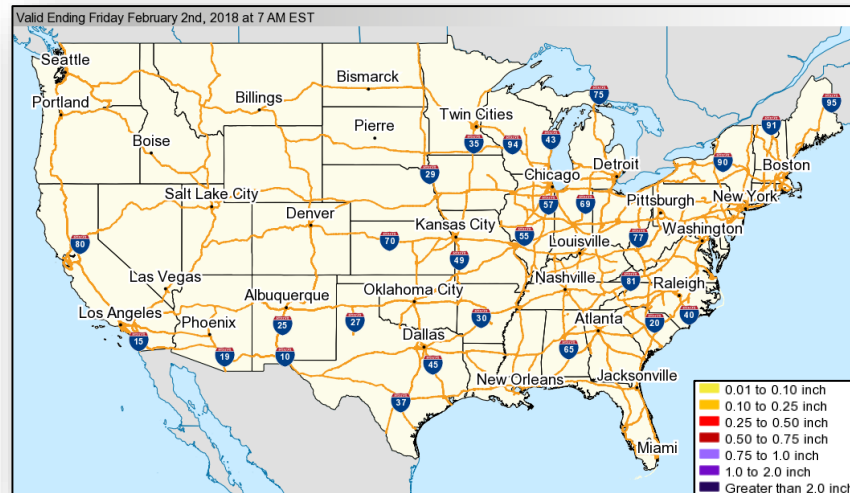 Valid Ending Friday February 2nd, 2018 at 7 AM EST
Seattle
75
95
Bismarck
Billings
Portland
Twin Cities
91
Pierre
43
35
94
Boise
90
Boston
Detroit
29
Chicago
Salt Lake City
Pittsburgh
New York
57
69
Denver
Kansas City
Washington
80
70
55
Louisville
77
49
Las Vegas
Nashville
81
Raleigh
Oklahoma City
Albuquerque
Los Angeles
Phoenix
25
27
30
Atlanta
20
40
Dallas
15
19
10
65
45
New Orleans
Jacksonville
37
Miami
0.01 to 0.10 inch
0.10 to 0.25 inch
0.25 to 0.50 inch
0.50 to 0.75 inch
0.75 to 1.0 inch
1.0 to 2.0 inch
Greater than 2.0 inch